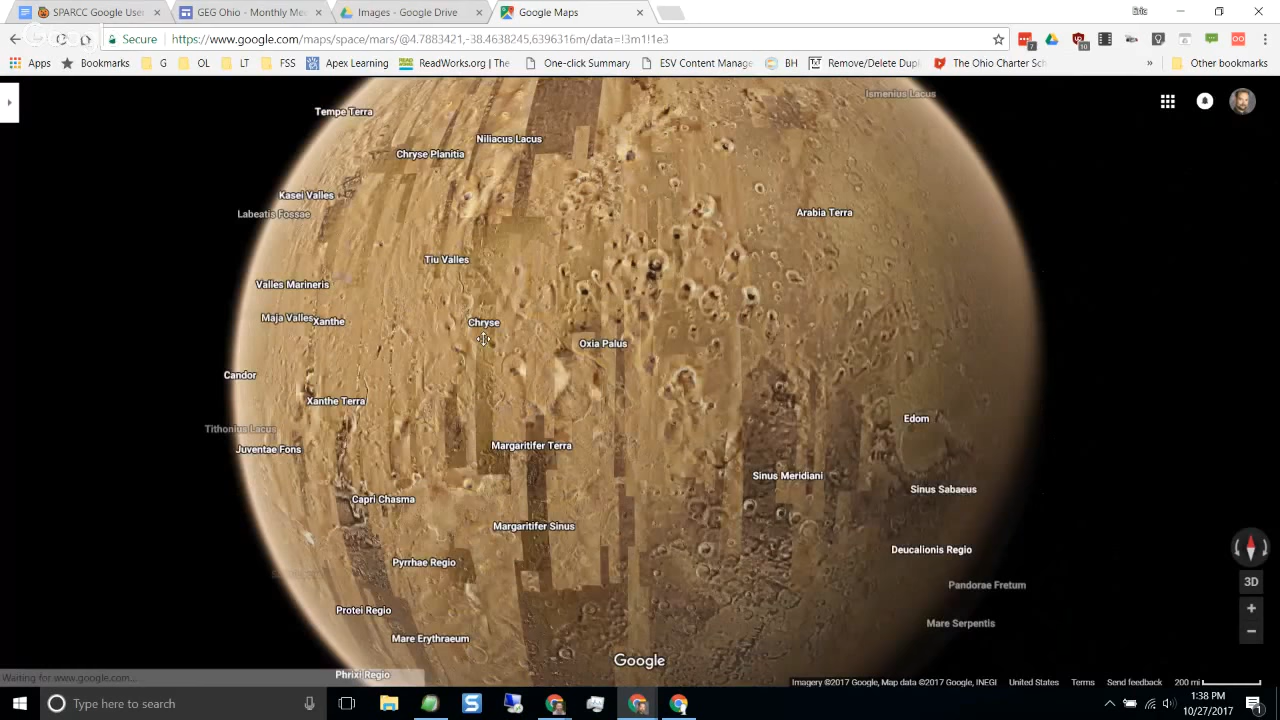 SPARCC Google User
GEG Ohio - Monthly Mee
Images - Google Drive
Google Maps
Secure
https://www.google.com/maps/space/mars/@4.7883421,-38.4638245,6396316m/data=!3m1!1e3
7
10
Apps
Bookmarks
G
OL
LT
FSS
Apex Learning
ReadWorks.org | The
One-click Summary
ESV Content Manage
BH
Remove/Delete Dup
The Ohio Charter Sch
»
Other bookmarks
Ismenius Lacus
Tempe Terra
Niliacus Lacus
Chryse Planitia
Kasei Valles
Labeatis Fossae
Arabia Terra
Tiu Valles
Valles Marineris
Maja Valles
Xanthe
Chryse
Oxia Palus
Candor
Xanthe Terra
Edom
Tithonius Lacus
Juventae Fons
Margaritifer Terra
Sinus Meridiani
Sinus Sabaeus
Capri Chasma
Margaritifer Sinus
Deucalionis Regio
Pyrrhae Regio
3D
Pandorae Fretum
Protei Regio
Mare Serpentis
Mare Erythraeum
Google
Phrixi Regio
Waiting for www.google.com...
Imagery ©2017 Google, Map data ©2017 Google, INEGI
United States
Terms
Send feedback
200 mi
Type here to search
1:38 PM
10/27/2017
1